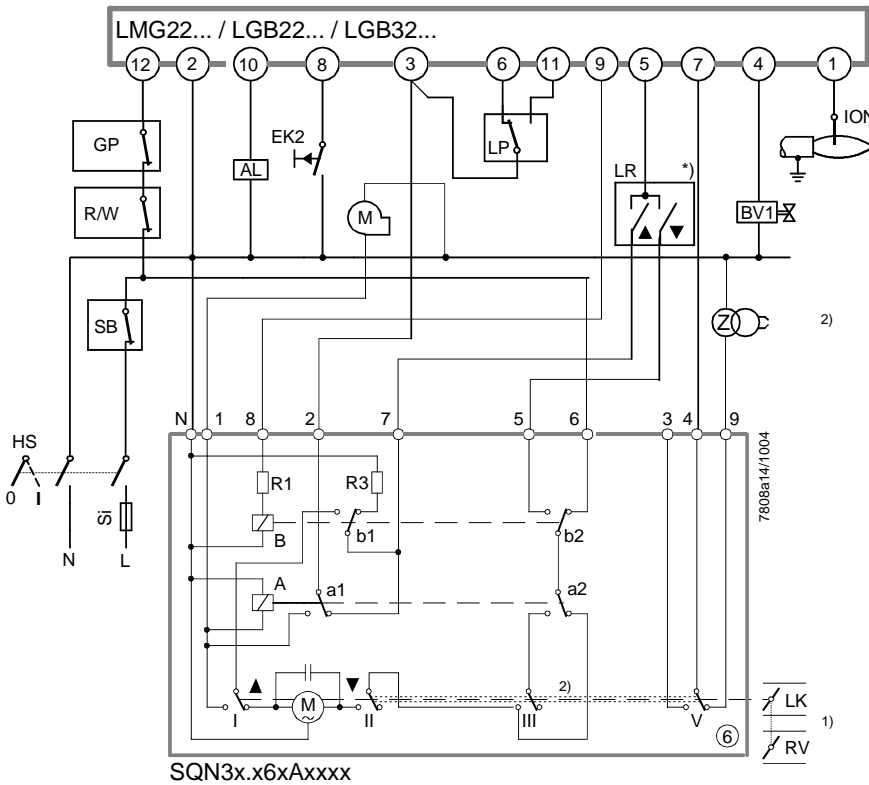 LMG22... / LGB22... / LGB32...
12 2 10 8 3 6 11 9 5 7 4 1
ION
GP
EK2
LP
AL
LR *)
R/W
M
BV1
SB
Z
2)
N 1 8 2 7 5 6 3 4 9
HS
0 I
Si
N L
R1 R3
B b1 b2
A a1 a2
7808a14/1004
M
~
2)
I II III V
LK
1)
RV
6
SQN3x.x6xAxxxx